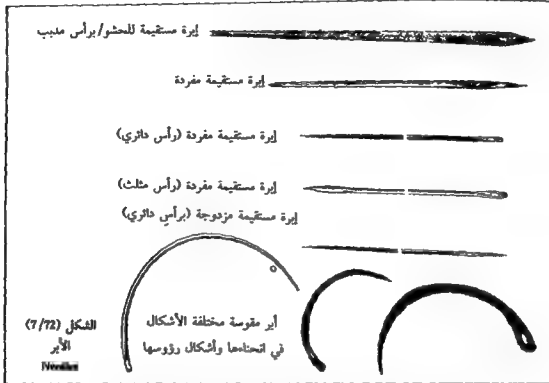 إبرة مستقيمة للحشو/برأس مدبب
إبرة مستقيمة مفردة
إبرة مستقيمة مفردة (رأس دائري)
إبرة مستقيمة مفردة (رأس مثلث)
إبرة مستقيمة مزدوجة (برأس دائري)
أبر مقوسة مختلفة الأشكال
في انحناءها وأشكال رؤوسها
الشكل (7/72)
الأبر
Needles